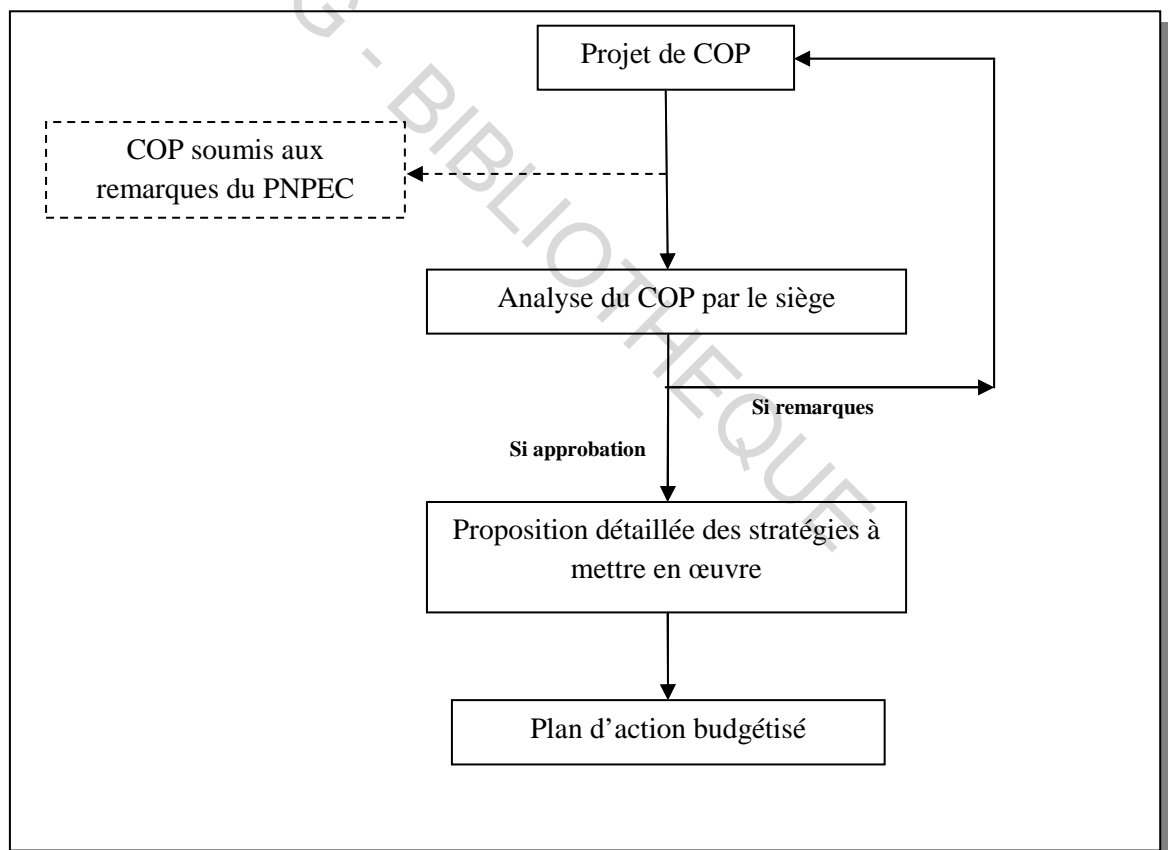 Projet de COP
COP soumis aux
remarques du PNPEC
Analyse du COP par le siège
Si remarques
Si approbation
Proposition détaillée des stratégies à
mettre en œuvre
Plan d’action budgétisé
G - BIBLIOTHEQUE